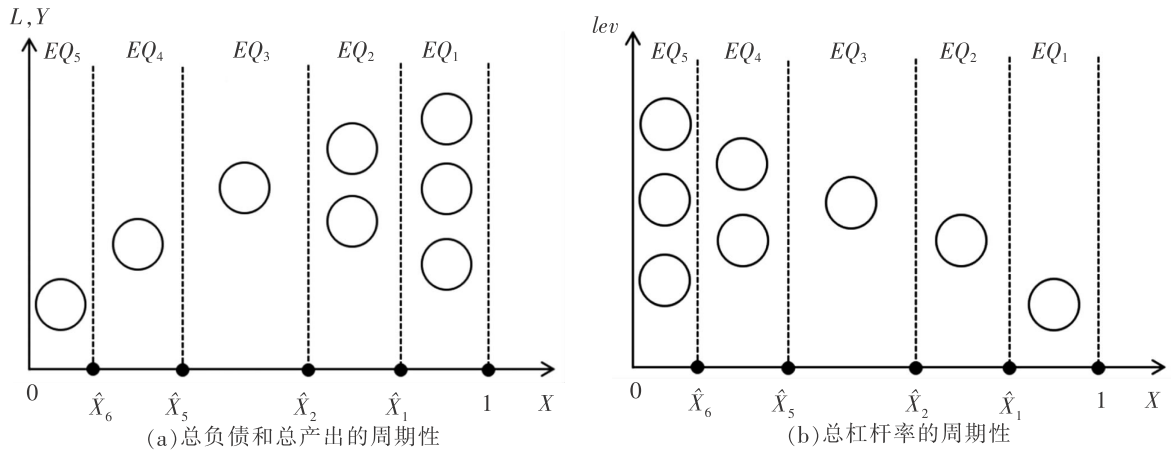 L,Y
EQ₅ EQ₄ EQ₃ EQ₂ EQ₁
0 X̂₆ X̂₅ X̂₂ X̂₁ 1 X
(a)总负债和总产出的周期性
lev
EQ₅ EQ₄ EQ₃ EQ₂ EQ₁
0 X̂₆ X̂₅ X̂₂ X̂₁ 1 X
(b)总杠杆率的周期性